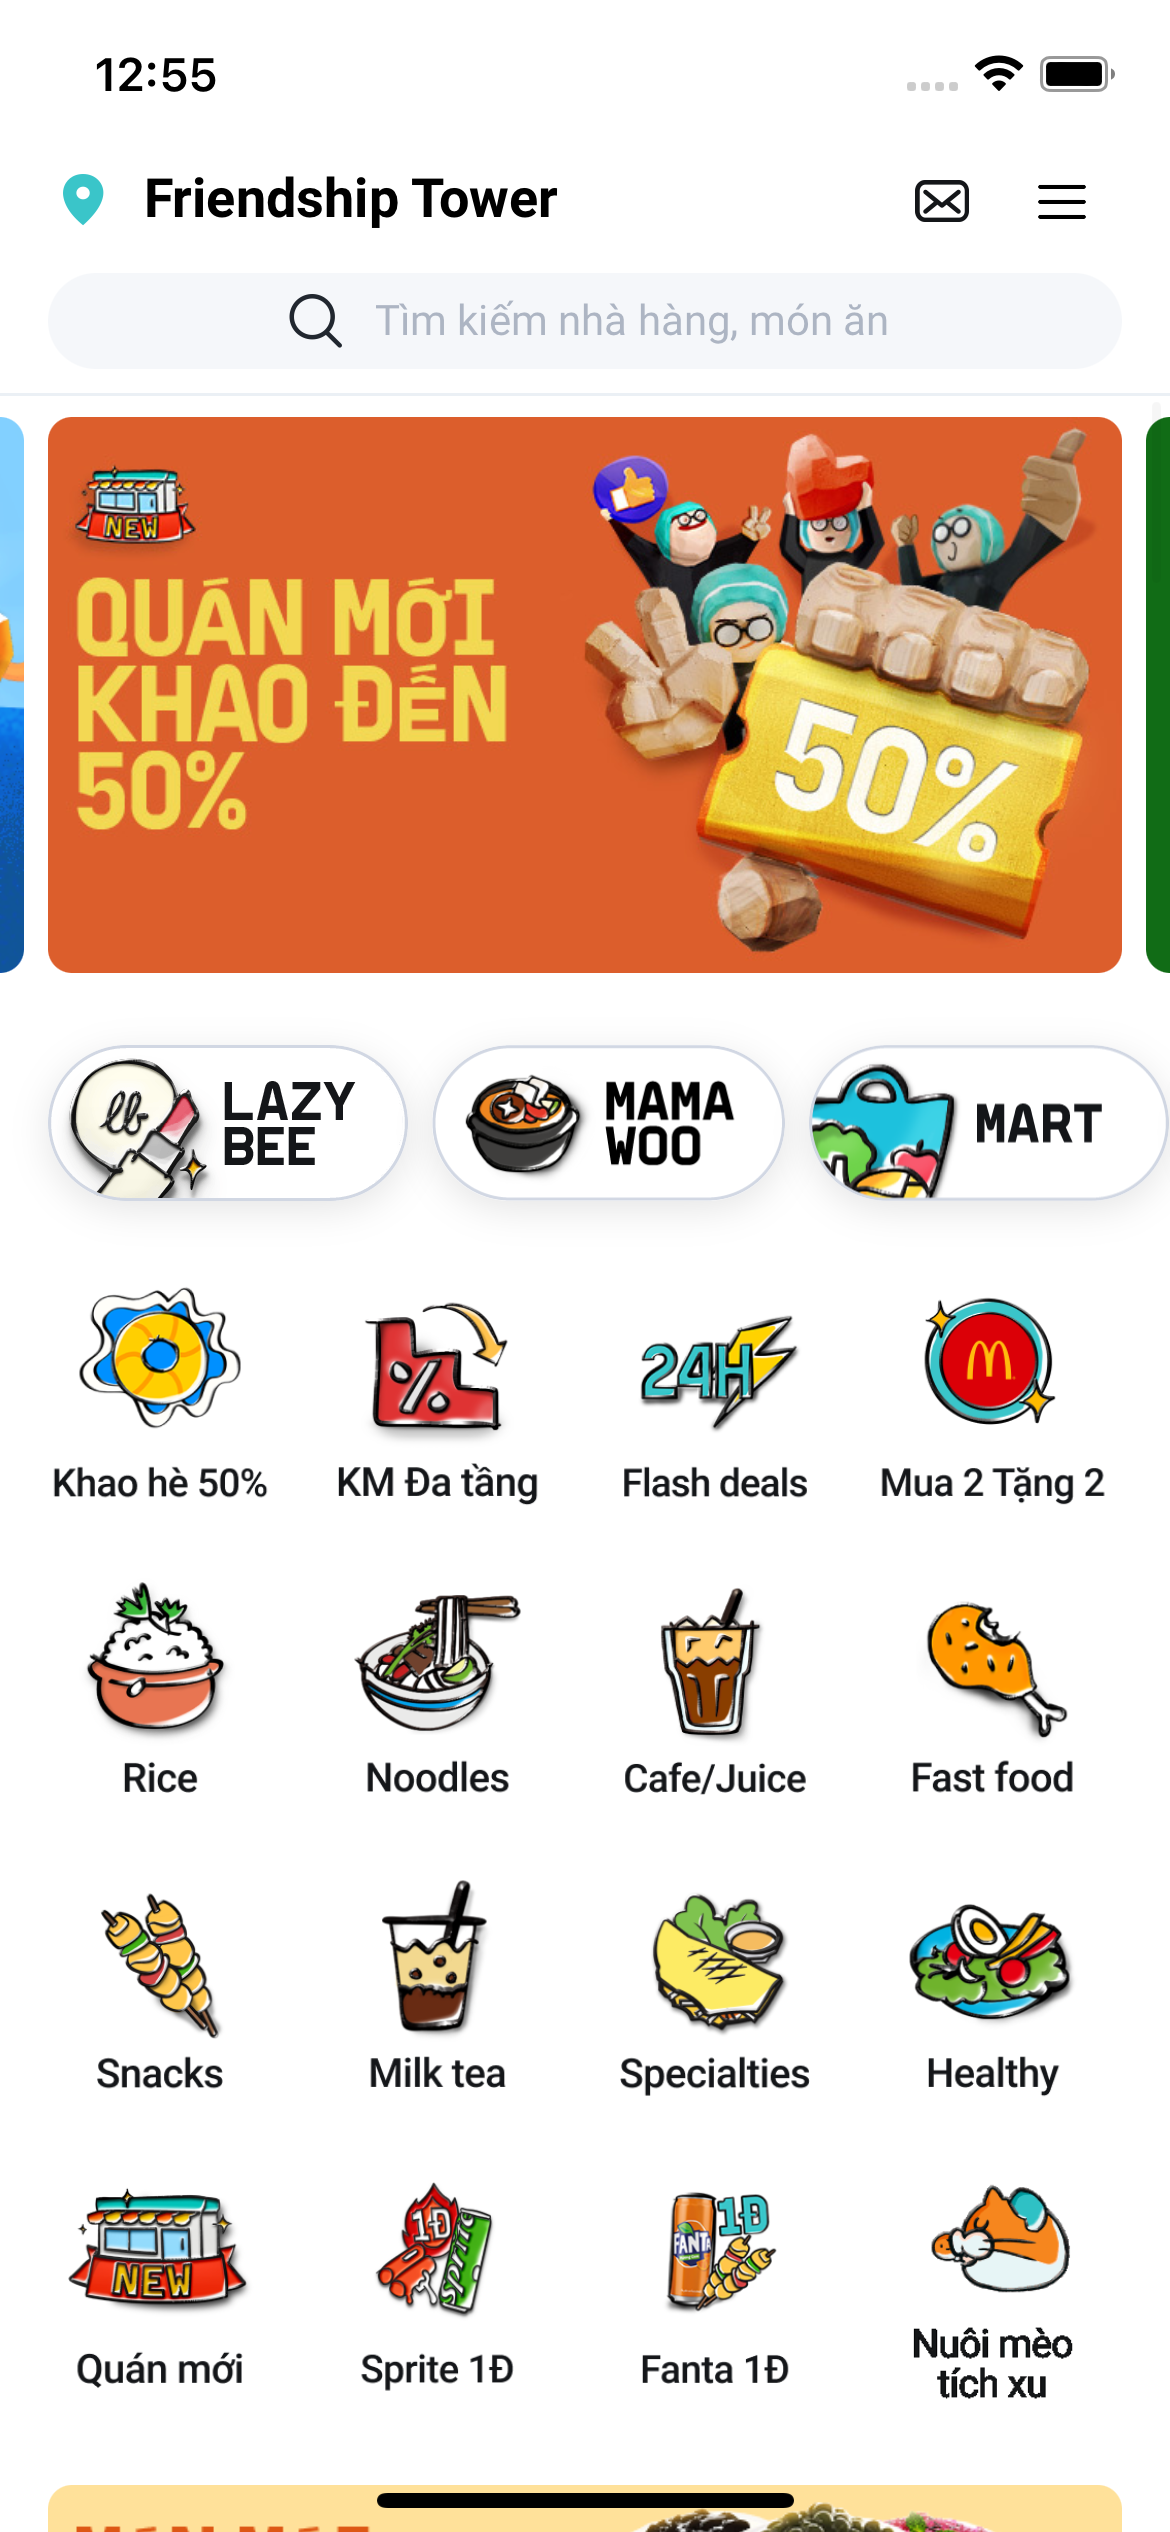 12:55
Friendship Tower
Tìm kiếm nhà hàng, món ăn
NEW
QUÁN MỚI
KHAO ĐẾN
50%
50%
lb
LAZY
BEE
MAMA
WOO
MART
%
24H
M
Khao hè 50%
KM Đa tầng
Flash deals
Mua 2 Tặng 2
Rice
Noodles
Cafe/Juice
Fast food
Snacks
Milk tea
Specialties
Healthy
NEW
1Đ
sprite
FANTA
1Đ
Quán mới
Sprite 1Đ
Fanta 1Đ
Nuôi mèo
tích xu